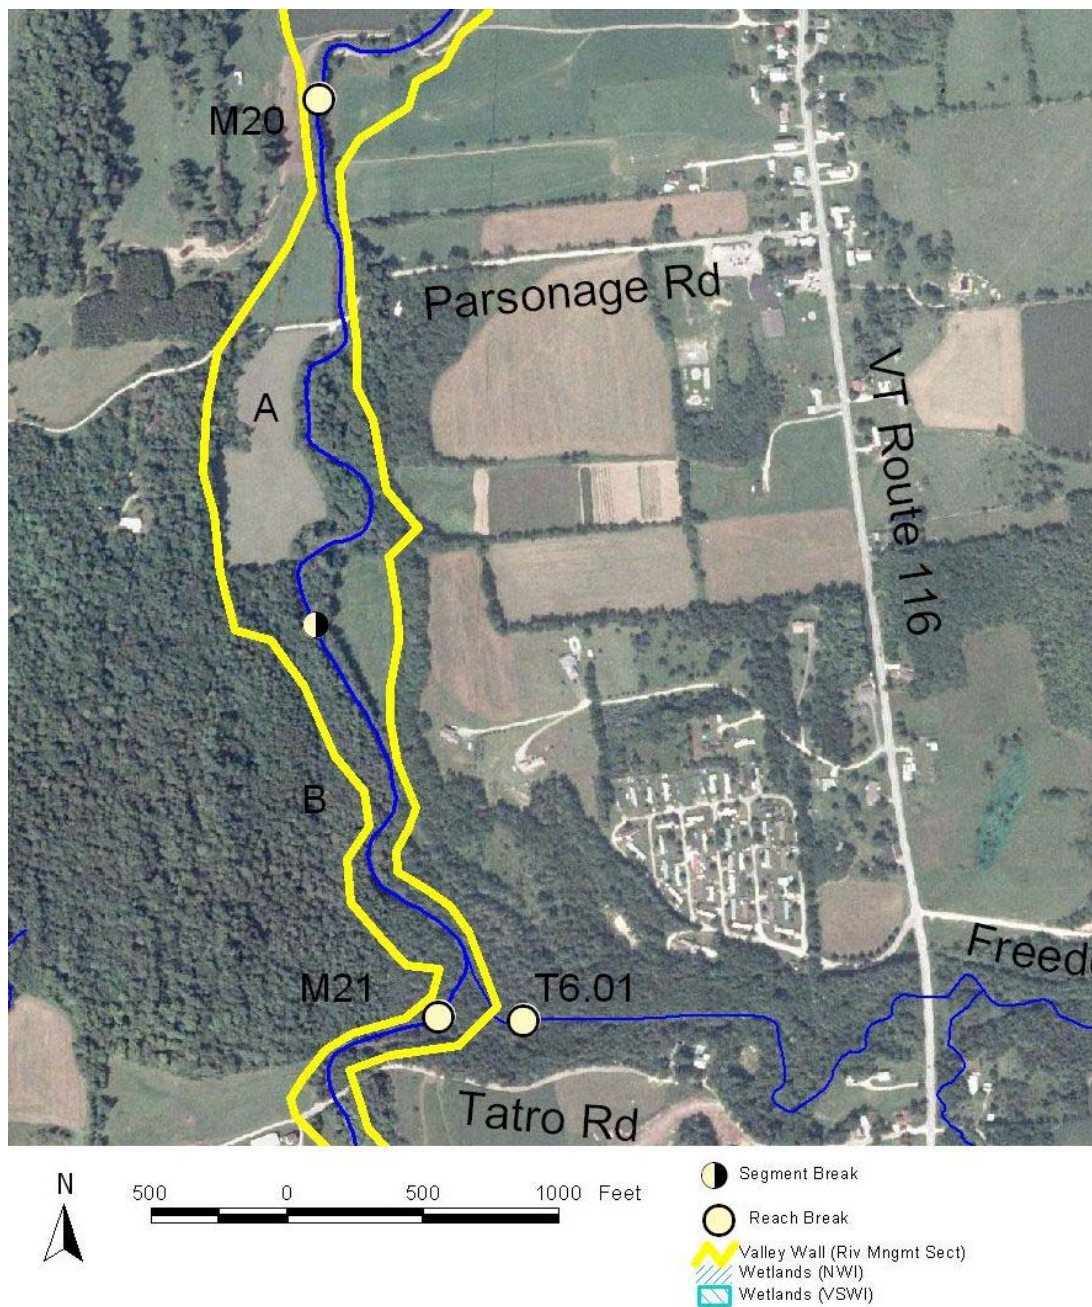 M20
Parsonage Rd
A
VT Route 116
B
Freed
M21
T6.01
Tatro Rd
N
500 0 500 1000 Feet
Segment Break
Reach Break
Valley Wall (Riv Mngmt Sect)
Wetlands (NWI)
Wetlands (VSWI)